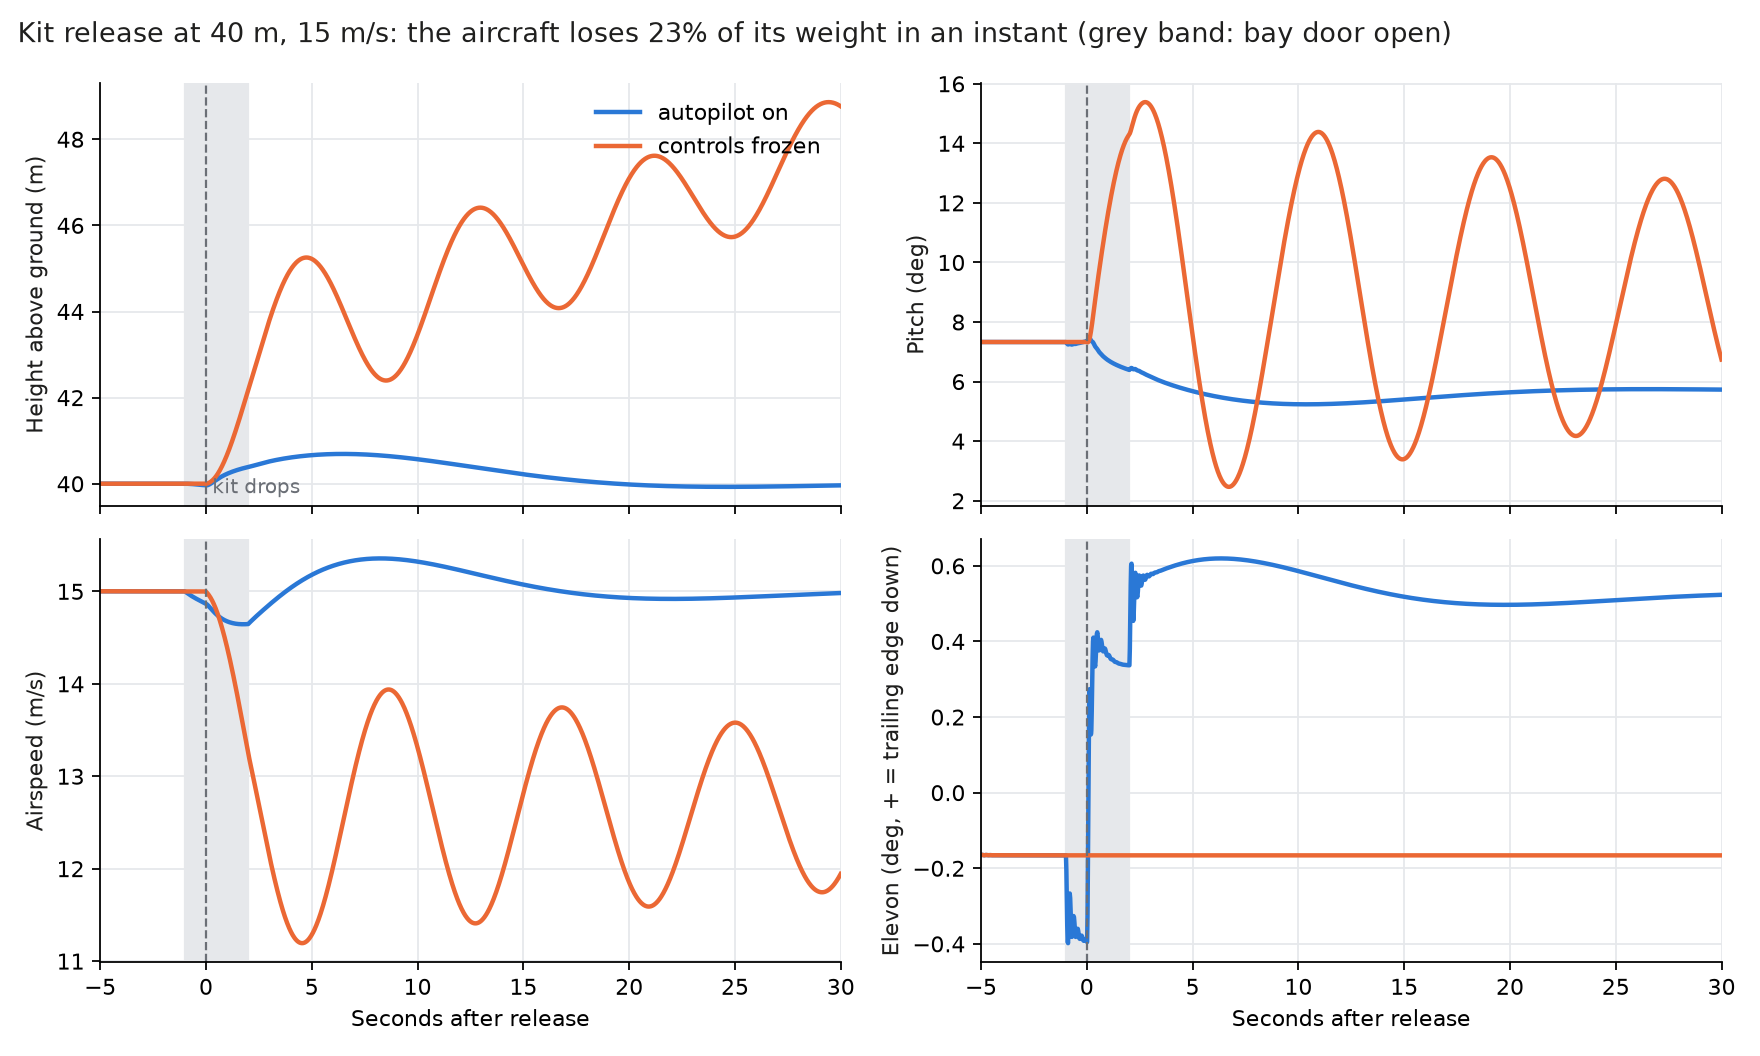 Kit release at 40 m, 15 m/s: the aircraft loses 23% of its weight in an instant (grey band: bay door open)
Height above ground (m)
48
46
44
42
40
autopilot on
controls frozen
kit drops
Pitch (deg)
16
14
12
10
8
6
4
2
Airspeed (m/s)
15
14
13
12
11
−5 0 5 10 15 20 25 30
Seconds after release
Elevon (deg, + = trailing edge down)
0.6
0.4
0.2
0.0
−0.2
−0.4
−5 0 5 10 15 20 25 30
Seconds after release